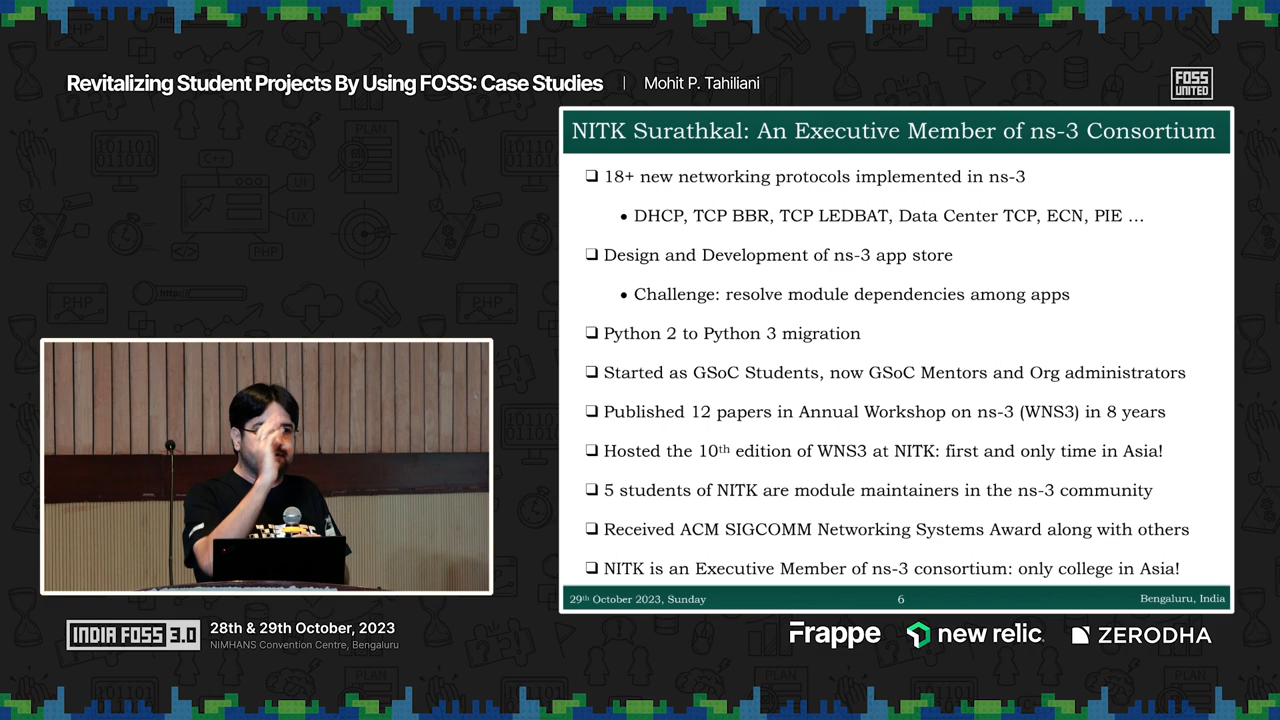 Revitalizing Student Projects By Using FOSS: Case Studies | Mohit P. Tahiliani
FOSS
UNITED
NITK Surathkal: An Executive Member of ns-3 Consortium
❑ 18+ new networking protocols implemented in ns-3
• DHCP, TCP BBR, TCP LEDBAT, Data Center TCP, ECN, PIE ...
❑ Design and Development of ns-3 app store
• Challenge: resolve module dependencies among apps
❑ Python 2 to Python 3 migration
❑ Started as GSoC Students, now GSoC Mentors and Org administrators
❑ Published 12 papers in Annual Workshop on ns-3 (WNS3) in 8 years
❑ Hosted the 10th edition of WNS3 at NITK: first and only time in Asia!
❑ 5 students of NITK are module maintainers in the ns-3 community
❑ Received ACM SIGCOMM Networking Systems Award along with others
❑ NITK is an Executive Member of ns-3 consortium: only college in Asia!
29th October 2023, Sunday 6 Bengaluru, India
PLAN
C++
UI
UX
</>
PHP
PHP
http://
PHP
INDIA FOSS 3.0
28th & 29th October, 2023
NIMHANS Convention Centre, Bengaluru
Frappe
new relic
ZERODHA